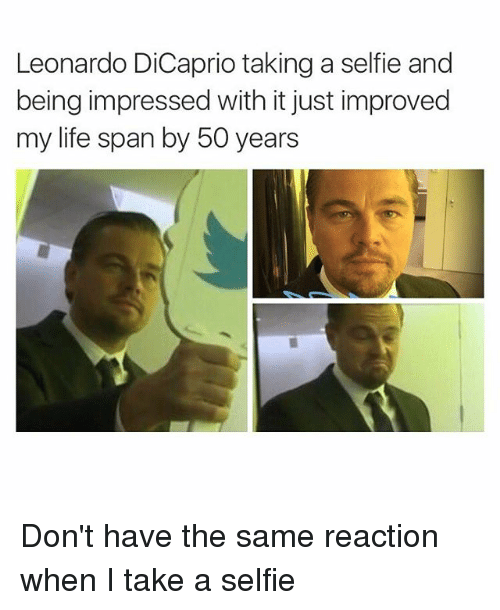 Leonardo DiCaprio taking a selfie and
being impressed with it just improved
my life span by 50 years
Don't have the same reaction
when I take a selfie